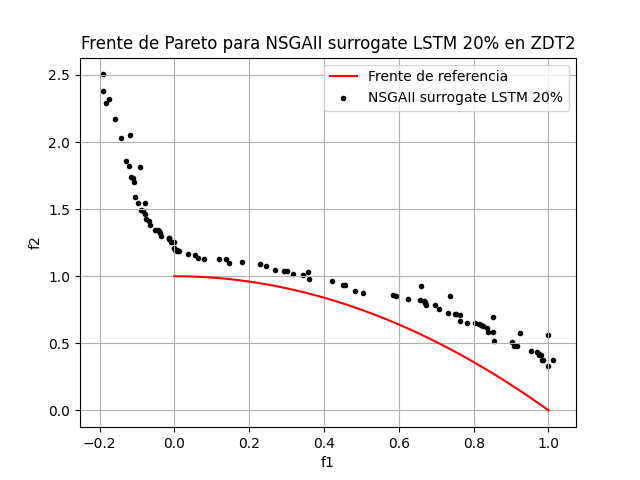 Frente de Pareto para NSGAII surrogate LSTM 20% en ZDT2
Frente de referencia
NSGAII surrogate LSTM 20%
2.5
2.0
1.5
1.0
0.5
0.0
f2
−0.2 0.0 0.2 0.4 0.6 0.8 1.0
f1